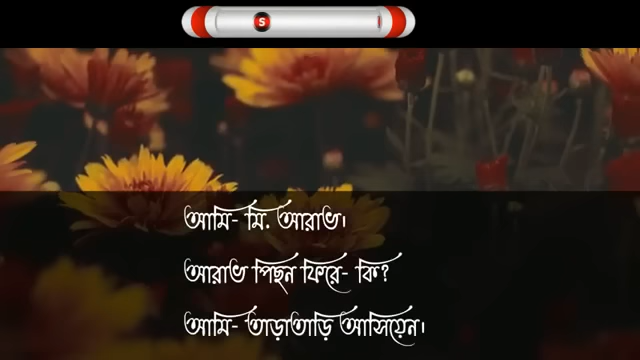 S
আমি- মি. আরাভ।
আরাভ পিছন ফিরে- কি?
আমি- তাড়াতাড়ি আসিয়েন।